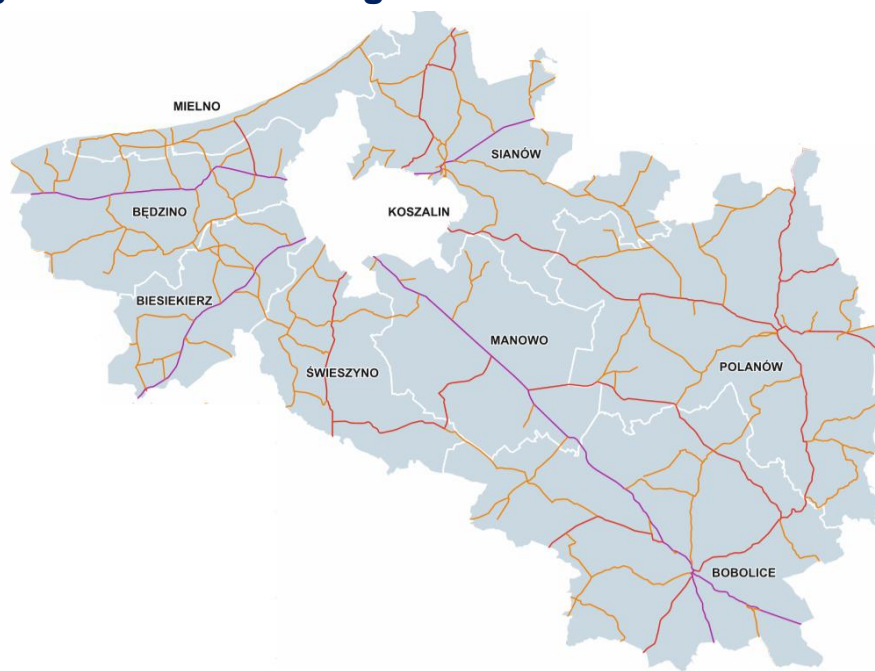 MIELNO
SIANÓW
KOSZALIN
BĘDZINO
BIESIEKIERZ
MANOWO
ŚWIESZYNO
POLANÓW
BOBOLICE